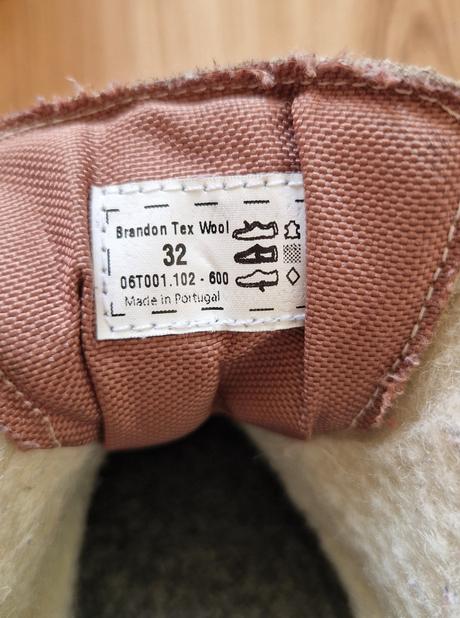 Brandon Tex Wool
32
06T001.102 - 600
Made in Portugal